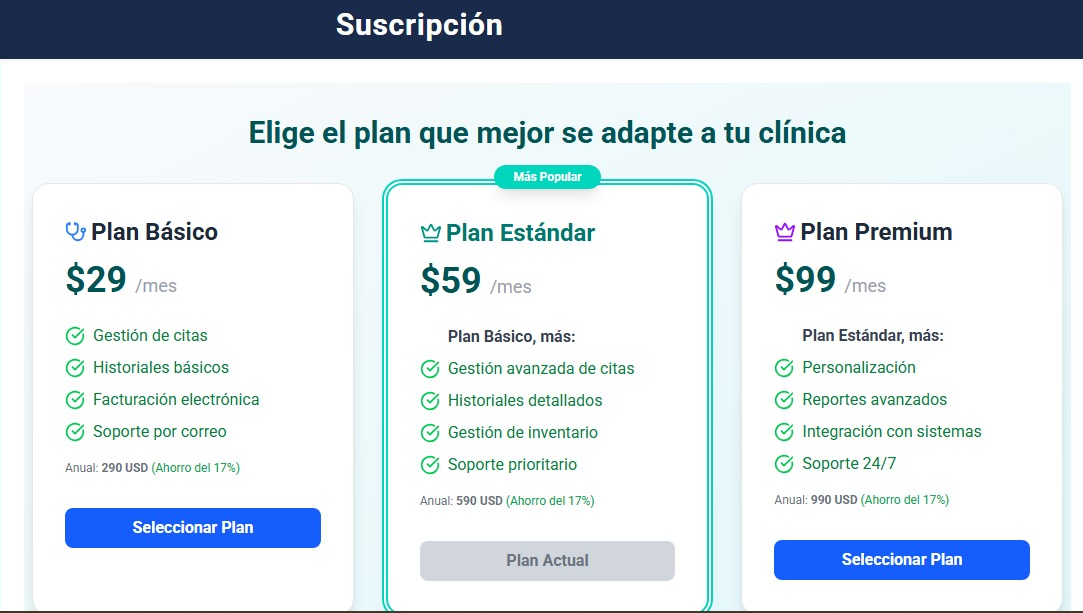 Suscripción
Elige el plan que mejor se adapte a tu clínica
Plan Básico
$29 /mes
Gestión de citas
Historiales básicos
Facturación electrónica
Soporte por correo
Anual: 290 USD (Ahorro del 17%)
Seleccionar Plan
Más Popular
Plan Estándar
$59 /mes
Plan Básico, más:
Gestión avanzada de citas
Historiales detallados
Gestión de inventario
Soporte prioritario
Anual: 590 USD (Ahorro del 17%)
Plan Actual
Plan Premium
$99 /mes
Plan Estándar, más:
Personalización
Reportes avanzados
Integración con sistemas
Soporte 24/7
Anual: 990 USD (Ahorro del 17%)
Seleccionar Plan